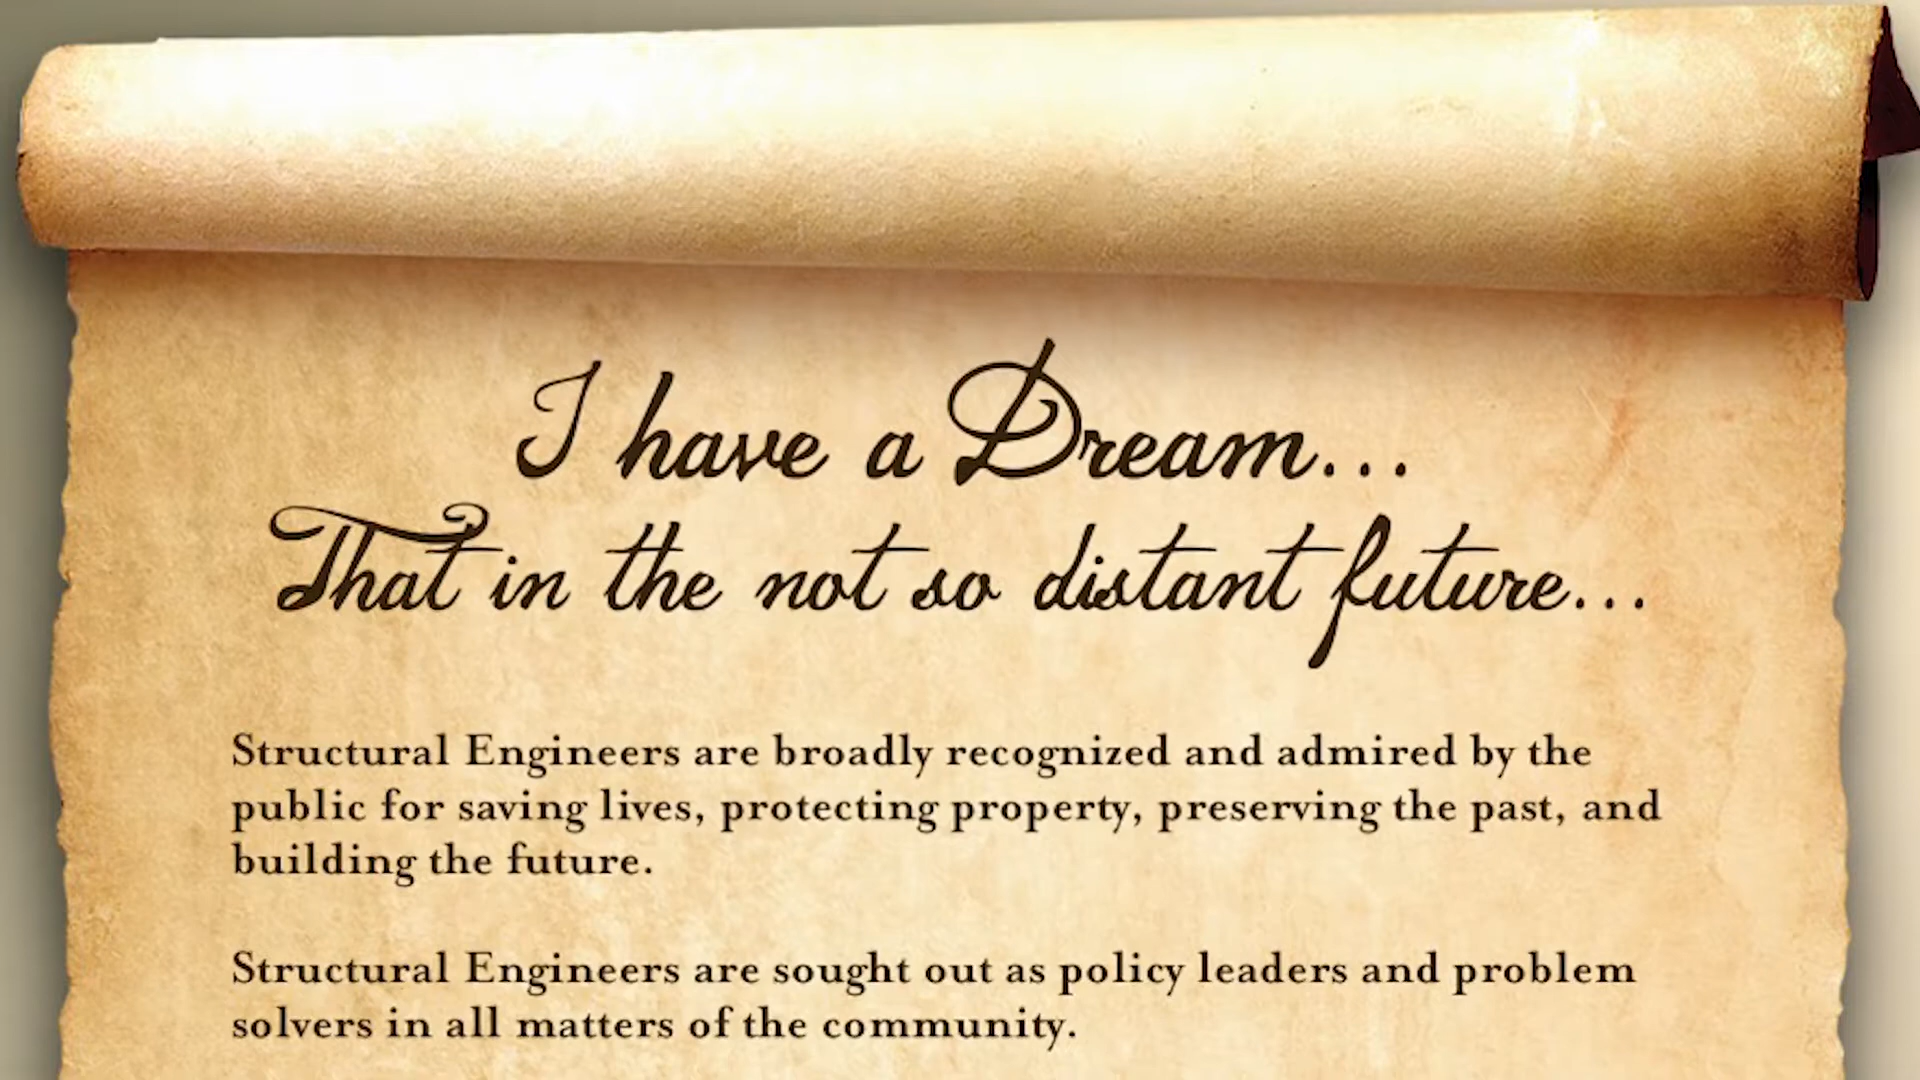 I have a Dream...
That in the not so distant future...
Structural Engineers are broadly recognized and admired by the
public for saving lives, protecting property, preserving the past, and
building the future.
Structural Engineers are sought out as policy leaders and problem
solvers in all matters of the community.